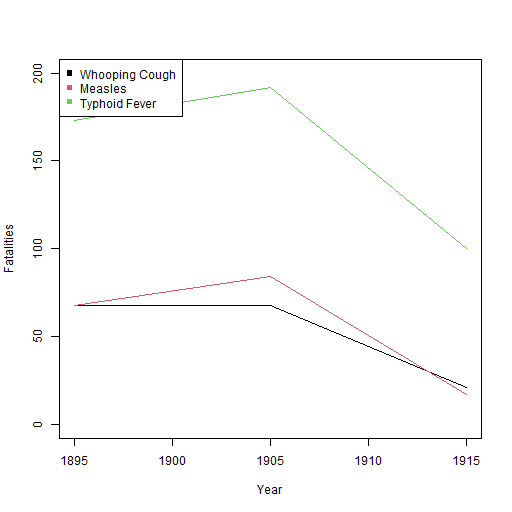 Whooping Cough
Measles
Typhoid Fever
200
150
100
50
0
Fatalities
1895 1900 1905 1910 1915
Year